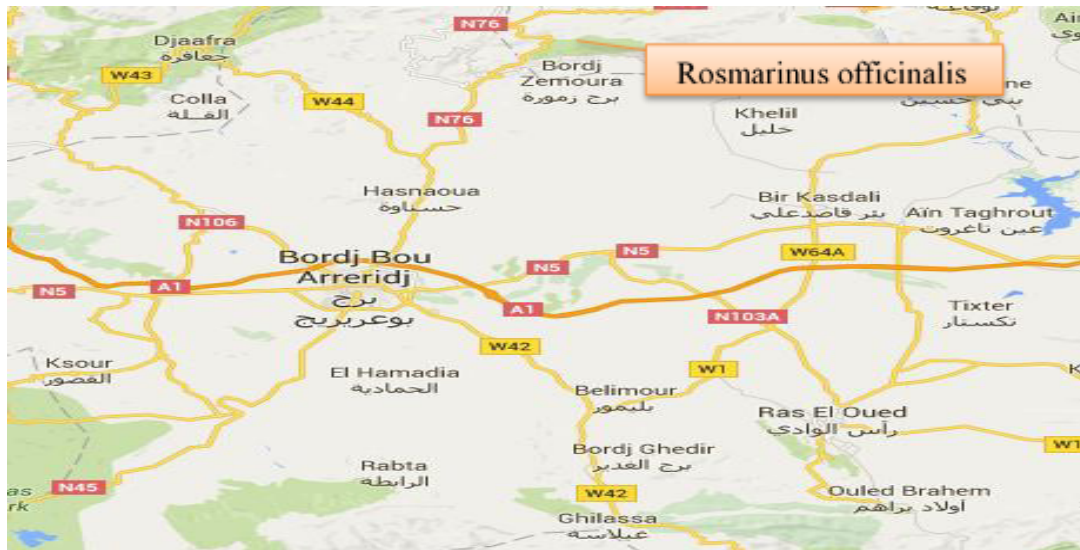 N76
Djaafra
جعافرة
W43
Bordj
Zemoura
برج زمورة
Rosmarinus officinalis
Colla
القلة
W44
N76
Khelil
خليل
Hasnaoua
حسناوة
Bir Kasdali
بئر قاصدعلي
Aïn Taghrout
عين تاغروت
N106
N5
W64A
Bordj Bou
Arreridj
برج
بوعريريج
N5
N5
A1
A1
N103A
Tixter
تكستار
W42
Ksour
القصور
El Hamadia
الحمادية
W1
Belimour
بليمور
Ras El Oued
رأس الوادي
Bordj Ghedir
برج الغدير
W1
Rabta
الرابطة
N45
W42
Ouled Brahem
أولاد براهم
Ghilassa
غيلاسة